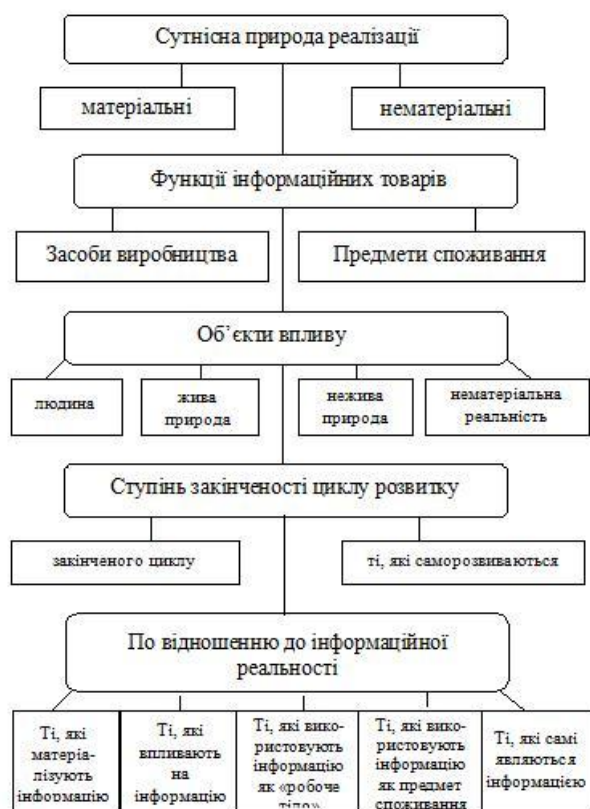 Сутнісна природа реалізації
матеріальні
нематеріальні
Функції інформаційних товарів
Засоби виробництва
Предмети споживання
Об’єкти впливу
людина
жива
природа
нежива
природа
нематеріальна
реальність
Ступінь закінченості циклу розвитку
закінченого циклу
ті, які саморозвиваються
По відношенню до інформаційної
реальності
Ті, які
матеріа-
лізують
інформацію
Ті, які
впливають
на
інформацію
Ті, які вико-
ристовують
інформацію
як «робоче
тіло»
Ті, які вико-
ристовують
інформацію
як предмет
споживання
Ті, які самі
являються
інформацією